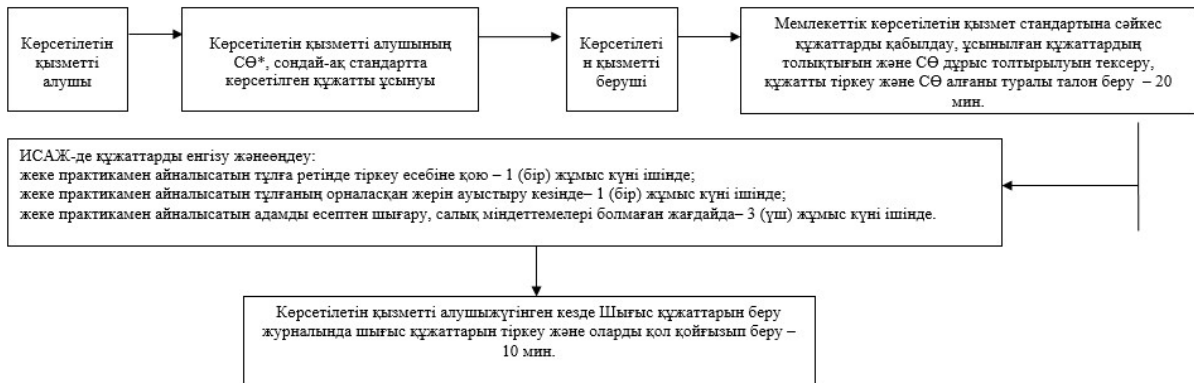 Көрсетілетін
қызметті
алушы
Көрсетілетін қызметті алушының
СӨ*, сондай-ақ стандартта
көрсетілген құжатты ұсынуы
Көрсетілеті
н қызметті
беруші
Мемлекеттік көрсетілетін қызмет стандартына сәйкес
құжаттарды қабылдау, ұсынылған құжаттардың
толықтығын және СӨ дұрыс толтырылуын тексеру,
құжатты тіркеу және СӨ алғаны туралы талон беру – 20
мин.
ИСАЖ-де құжаттарды енгізу жәнеөңдеу:
жеке практикамен айналысатын тұлға ретінде тіркеу есебіне қою – 1 (бір) жұмыс күні ішінде;
жеке практикамен айналысатын тұлғаның орналасқан жерін ауыстыру кезінде– 1 (бір) жұмыс күні ішінде;
жеке практикамен айналысатын адамды есептен шығару, салық міндеттемелері болмаған жағдайда– 3 (үш) жұмыс күні ішінде.
Көрсетілетін қызметті алушыжүгінген кезде Шығыс құжаттарын беру
журналында шығыс құжаттарын тіркеу және оларды қол қойғызып беру –
10 мин.